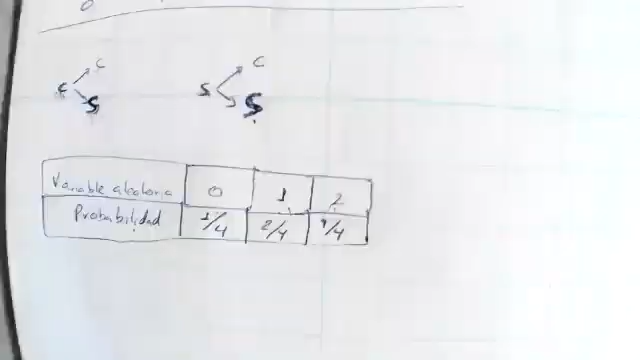 c c
c s
S S
Variable aleatoria 0 1 2
Probabilidad 1/4 2/4 1/4